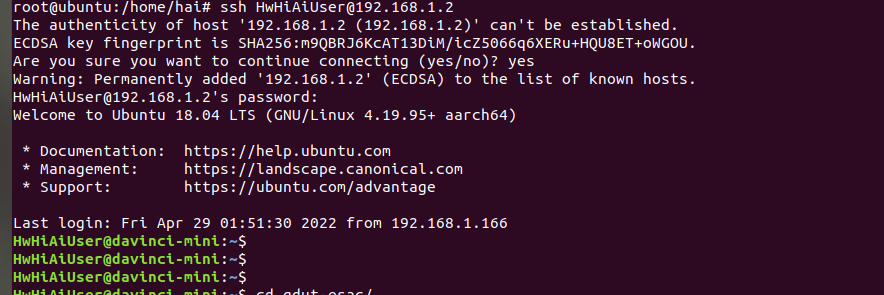 root@ubuntu:/home/hai# ssh HwHiAiUser@192.168.1.2
The authenticity of host '192.168.1.2 (192.168.1.2)' can't be established.
ECDSA key fingerprint is SHA256:m9QBRJ6KcAT13DiM/icZ5066q6XERu+HQU8ET+oWGOU.
Are you sure you want to continue connecting (yes/no)? yes
Warning: Permanently added '192.168.1.2' (ECDSA) to the list of known hosts.
HwHiAiUser@192.168.1.2's password:
Welcome to Ubuntu 18.04 LTS (GNU/Linux 4.19.95+ aarch64)
* Documentation: https://help.ubuntu.com
* Management: https://landscape.canonical.com
* Support: https://ubuntu.com/advantage
Last login: Fri Apr 29 01:51:30 2022 from 192.168.1.166
HwHiAiUser@davinci-mini:~$
HwHiAiUser@davinci-mini:~$
HwHiAiUser@davinci-mini:~$
HwHiAiUser@davinci-mini:~$ cd